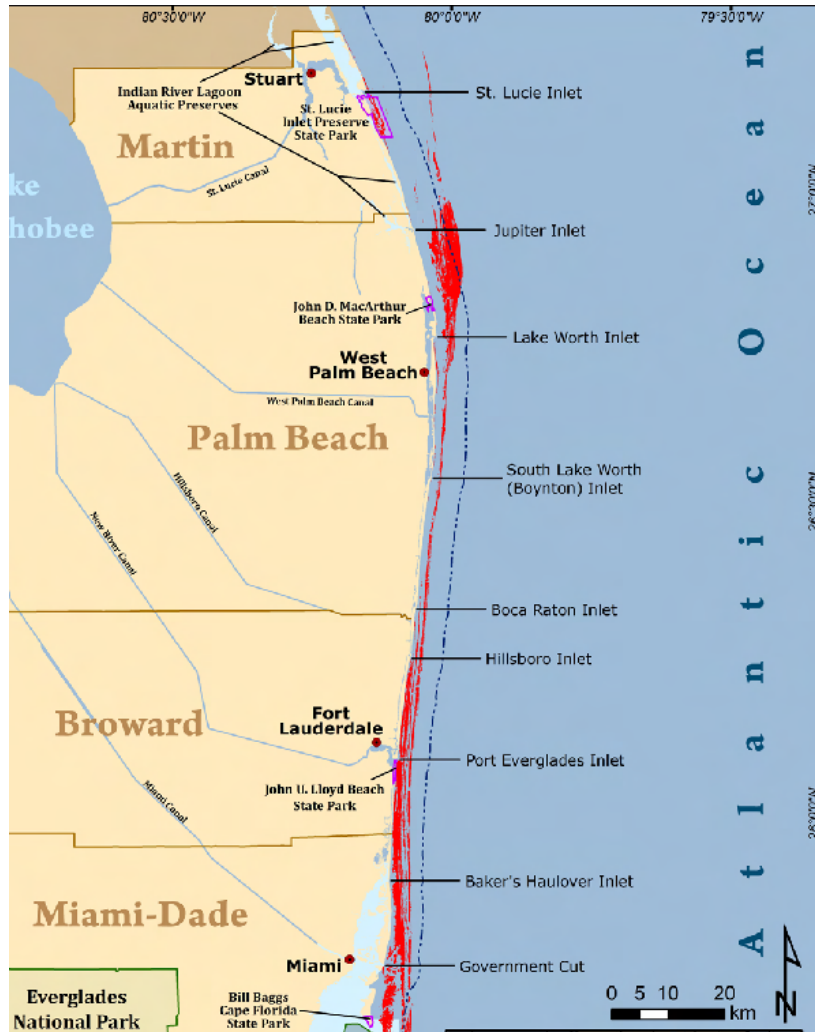 80°30'0"W
80°0'0"W
79°30'0"W
Stuart
Indian River Lagoon
Aquatic Preserves
St. Lucie
Inlet Preserve
State Park
St. Lucie Inlet
Martin
St. Lucie Canal
ke
hobee
Jupiter Inlet
John D. MacArthur
Beach State Park
Lake Worth Inlet
West
Palm Beach
West Palm Beach Canal
Palm Beach
South Lake Worth
(Boynton) Inlet
Hillsboro Canal
New River Canal
Boca Raton Inlet
Hillsboro Inlet
Broward
Fort
Lauderdale
Port Everglades Inlet
John U. Lloyd Beach
State Park
Miami Canal
Baker's Haulover Inlet
Miami-Dade
Miami
Government Cut
Bill Baggs
Cape Florida
State Park
Everglades
National Park
Atlantic Ocean
N
0 5 10 20
km